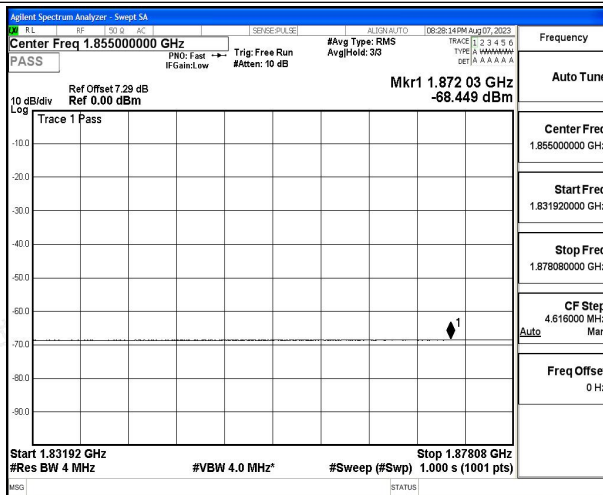 Agilent Spectrum Analyzer - Swept SA
RL RF 50 Ω AC SENSE:PULSE ALIGN AUTO 08:28:14 PM Aug 07, 2023
Center Freq 1.855000000 GHz
PASS
PNO: Fast
IFGain:Low
Trig: Free Run
#Atten: 10 dB
#Avg Type: RMS
Avg|Hold: 3/3
TRACE 1 2 3 4 5 6
TYPE A WWWWW
DET A A A A A A
Ref Offset 7.29 dB
Ref 0.00 dBm
10 dB/div
Log
Mkr1 1.872 03 GHz
-68.449 dBm
Trace 1 Pass
-10.0
-20.0
-30.0
-40.0
-50.0
-60.0
-70.0
-80.0
-90.0
1
Start 1.83192 GHz
Stop 1.87808 GHz
#Res BW 4 MHz
#VBW 4.0 MHz*
#Sweep (#Swp) 1.000 s (1001 pts)
MSG
STATUS
Frequency
Auto Tune
Center Freq
1.855000000 GHz
Start Freq
1.831920000 GHz
Stop Freq
1.878080000 GHz
CF Step
4.616000 MHz
Auto Man
Freq Offset
0 Hz